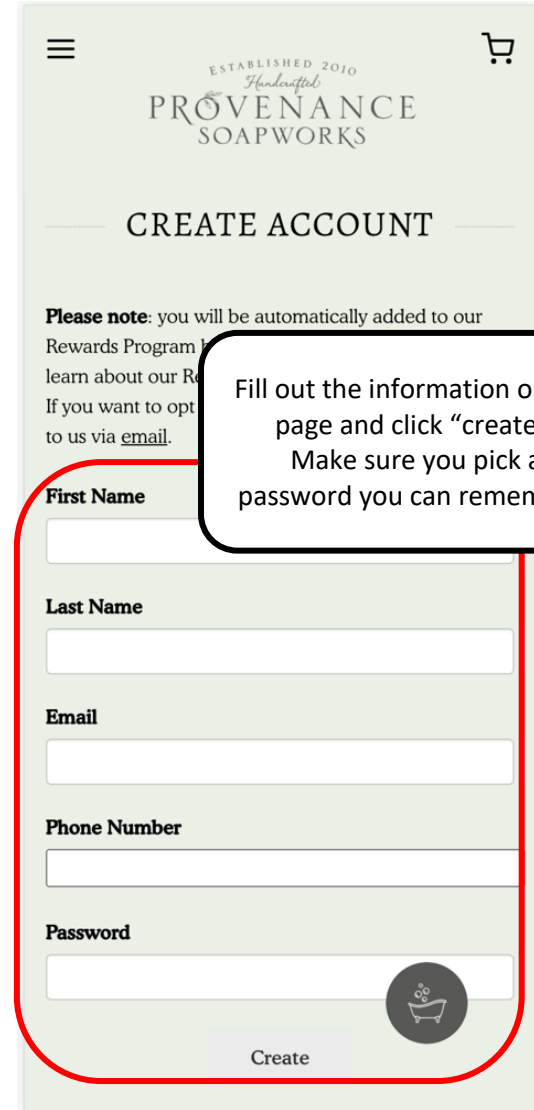 ESTABLISHED 2010
Handcrafted
PROVENANCE
SOAPWORKS
CREATE ACCOUNT
Please note: you will be automatically added to our
Rewards Program
learn about our
If you want to opt
to us via email.
Fill out the information
page and click “create
Make sure you pick a
password you can
First Name
Last Name
Email
Phone Number
Password
Create